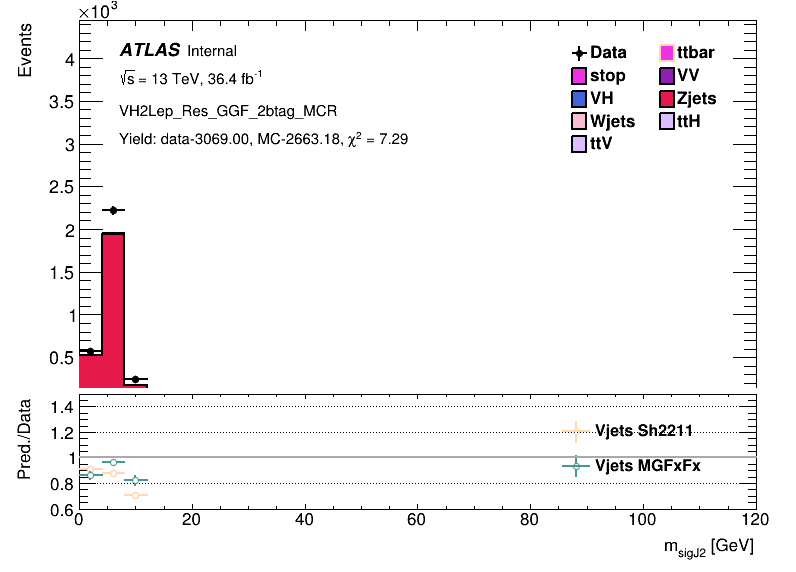 ×10³
Events
ATLAS Internal
√s = 13 TeV, 36.4 fb⁻¹
VH2Lep_Res_GGF_2btag_MCR
Yield: data-3069.00, MC-2663.18, χ² = 7.29
Data
ttbar
stop
VV
VH
Zjets
Wjets
ttH
ttV
4
3.5
3
2.5
2
1.5
1
0.5
Pred./Data
1.4
1.2
1
0.8
0.6
Vjets Sh2211
Vjets MGFxFx
0 20 40 60 80 100 120
m_sigJ2 [GeV]